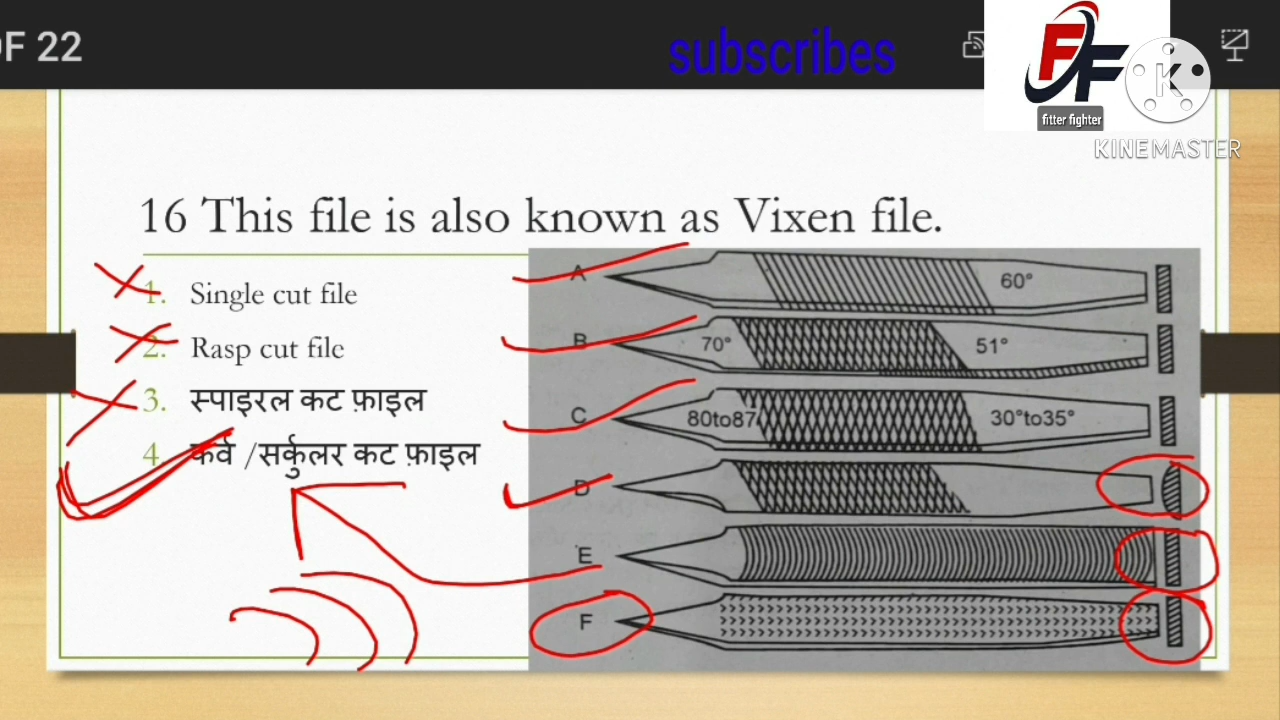 OF 22
subscribes
fitter fighter
KINEMASTER
16 This file is also known as Vixen file.
1. Single cut file
2. Rasp cut file
3. स्पाइरल कट फ़ाइल
4 कर्व /सर्कुलर कट फ़ाइल
A 60°
B 70° 51°
C 80to87 30°to35°
D
E
F